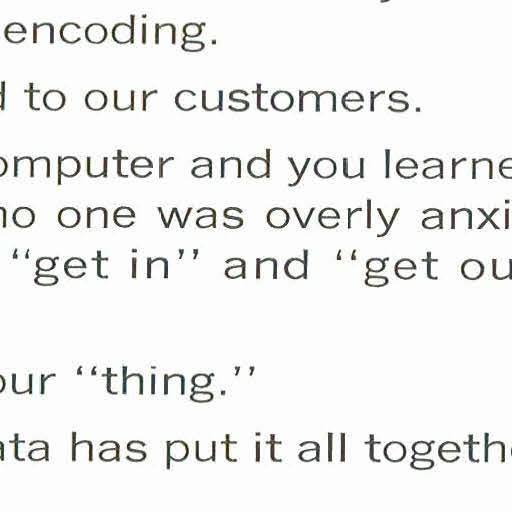 encoding.
to our customers.
omputer and you learne
no one was overly anxi
“get in” and “get ou
our “thing.”
ata has put it all togeth